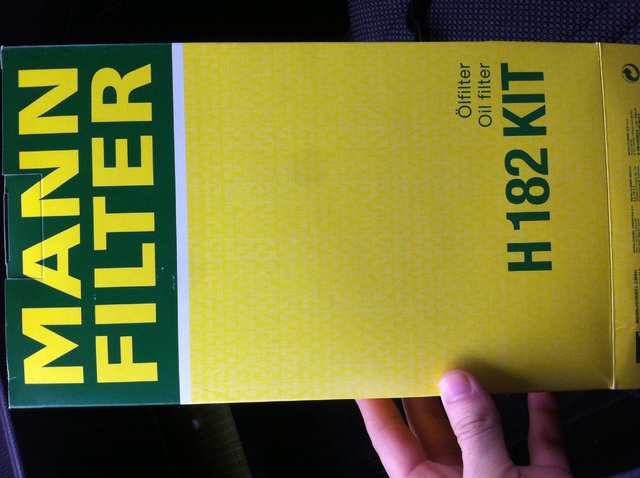 MANN
FILTER
Ölfilter
Oil filter
H 182 KIT